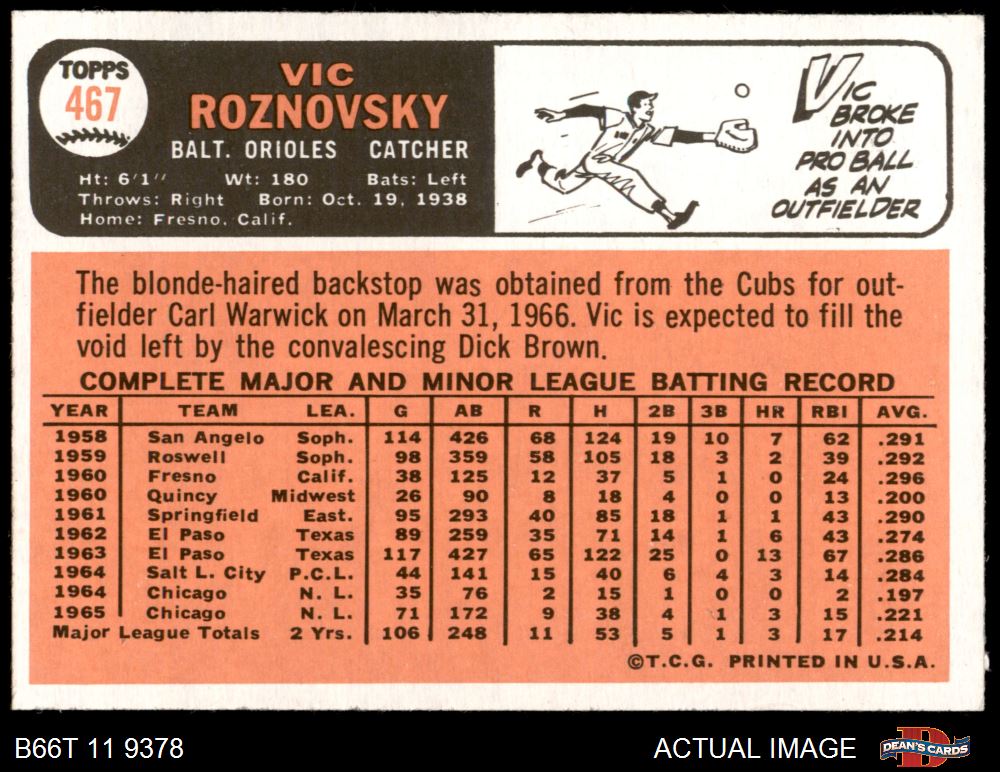 TOPPS
467
VIC
ROZNOVSKY
BALT. ORIOLES CATCHER
Ht: 6'1" Wt: 180 Bats: Left
Throws: Right Born: Oct. 19, 1938
Home: Fresno, Calif.
VIC
BROKE
INTO
PRO BALL
AS AN
OUTFIELDER
The blonde-haired backstop was obtained from the Cubs for out-
fielder Carl Warwick on March 31, 1966. Vic is expected to fill the
void left by the convalescing Dick Brown.
COMPLETE MAJOR AND MINOR LEAGUE BATTING RECORD
YEAR TEAM LEA. G AB R H 2B 3B HR RBI AVG.
1958 San Angelo Soph. 114 426 68 124 19 10 7 62 .291
1959 Roswell Soph. 98 359 58 105 18 3 2 39 .292
1960 Fresno Calif. 38 125 12 37 5 1 0 24 .296
1960 Quincy Midwest 26 90 8 18 4 0 0 13 .200
1961 Springfield East. 95 293 40 85 18 1 1 43 .290
1962 El Paso Texas 89 259 35 71 14 1 6 43 .274
1963 El Paso Texas 117 427 65 122 25 0 13 67 .286
1964 Salt L. City P.C.L. 44 141 15 40 6 4 3 14 .284
1964 Chicago N. L. 35 76 2 15 1 0 0 2 .197
1965 Chicago N. L. 71 172 9 38 4 1 3 15 .221
Major League Totals 2 Yrs. 106 248 11 53 5 1 3 17 .214
©T.C.G. PRINTED IN U.S.A.
B66T 11 9378 ACTUAL IMAGE DEAN'S CARDS